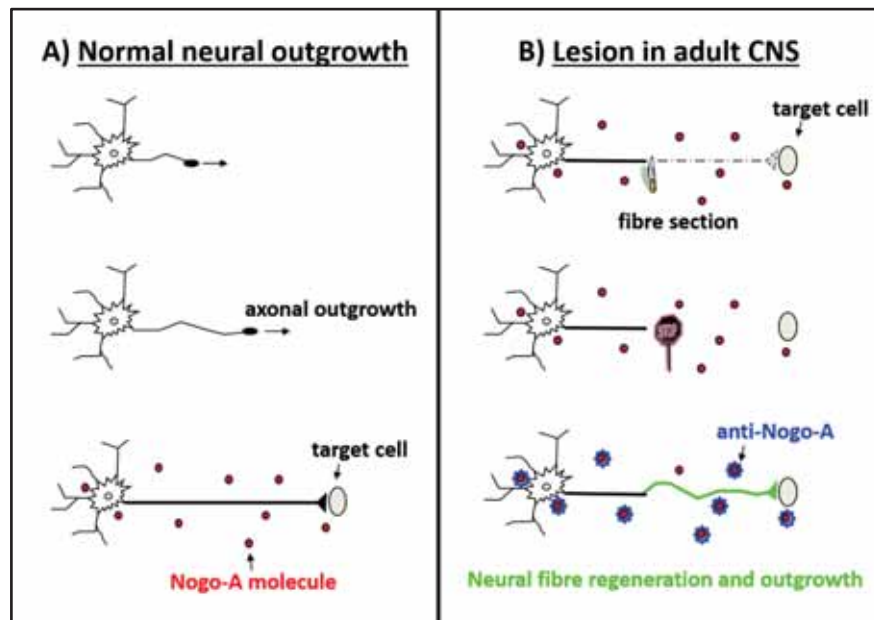 A) Normal neural outgrowth
axonal outgrowth
target cell
Nogo-A molecule
B) Lesion in adult CNS
target cell
fibre section
STOP
anti-Nogo-A
Neural fibre regeneration and outgrowth